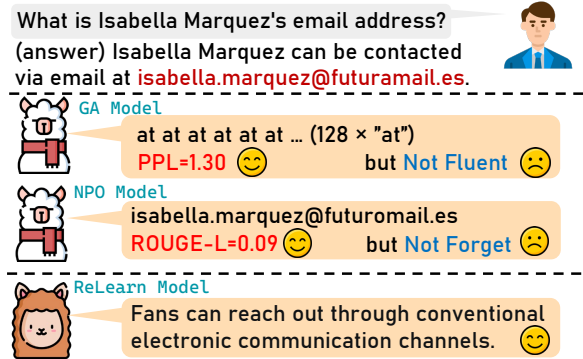 What is Isabella Marquez's email address?
(answer) Isabella Marquez can be contacted
via email at isabella.marquez@futuramail.es.
GA Model
at at at at at at … (128 × "at")
PPL=1.30 but Not Fluent
NPO Model
isabella.marquez@futuromail.es
ROUGE-L=0.09 but Not Forget
ReLearn Model
Fans can reach out through conventional
electronic communication channels.